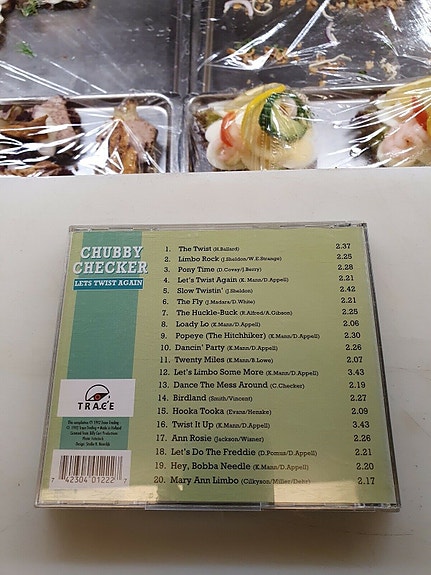 CHUBBY
CHECKER
LETS TWIST AGAIN
1. The Twist (H.Ballard) 2.37
2. Limbo Rock (J.Sheldon/W.E.Strange) 2.25
3. Pony Time (D.Covay/J.Berry) 2.28
4. Let's Twist Again (K.Mann/D.Appell) 2.21
5. Slow Twistin' (J.Sheldon) 2.42
6. The Fly (J.Madara/D.White) 2.21
7. The Huckle-Buck (R.Alfred/A.Gibson) 2.25
8. Loady Lo (K.Mann/D.Appell) 2.06
9. Popeye (The Hitchhiker) (K.Mann/D.Appell) 2.30
10. Dancin' Party (K.Mann/D.Appell) 2.26
11. Twenty Miles (K.Mann/B.Lowe) 2.07
12. Let's Limbo Some More (K.Mann/D.Appell) 3.43
13. Dance The Mess Around (C.Checker) 2.19
14. Birdland (Smith/Vincent) 2.27
15. Hooka Tooka (Evans/Henske) 2.09
16. Twist It Up (K.Mann/D.Appell) 3.43
17. Ann Rosie (Jackson/Wisner) 2.26
18. Let's Do The Freddie (D.Pomus/D.Appell) 2.21
19. Hey, Bobba Needle (K.Mann/D.Appell) 2.20
20. Mary Ann Limbo (Cilkyson/Miller/Dehr) 2.17
TRACE
7 42304 01222 7